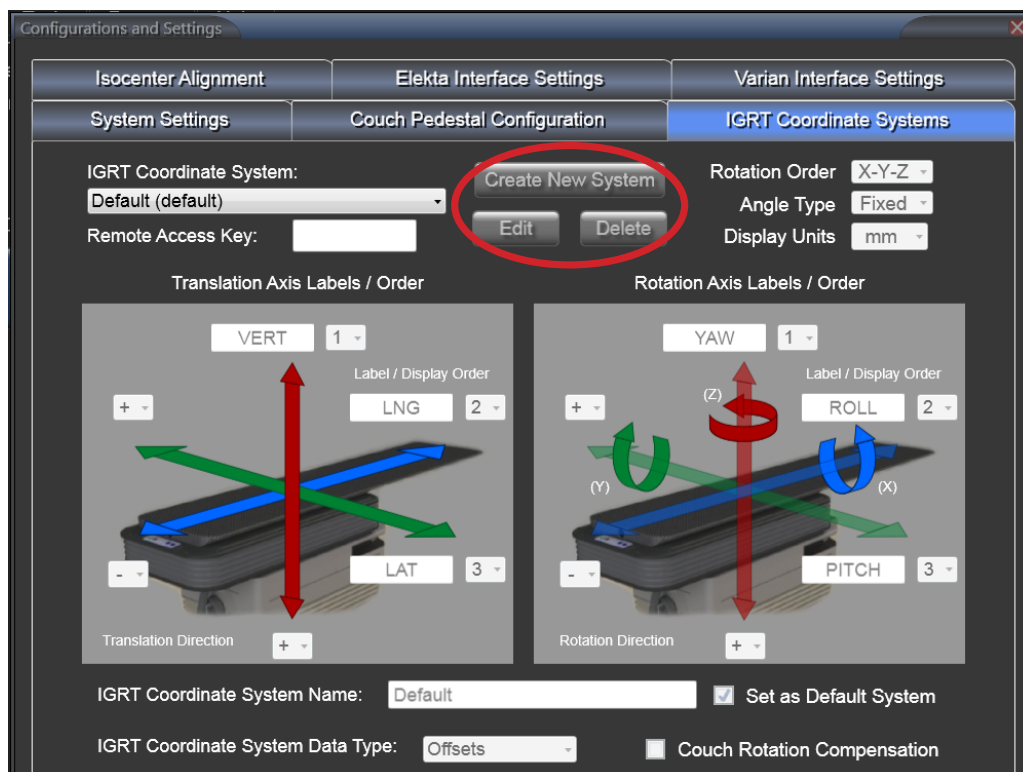 Configurations and Settings
Isocenter Alignment
Elekta Interface Settings
Varian Interface Settings
System Settings
Couch Pedestal Configuration
IGRT Coordinate Systems
IGRT Coordinate System:
Default (default)
Remote Access Key:
Create New System
Edit
Delete
Rotation Order X-Y-Z
Angle Type Fixed
Display Units mm
Translation Axis Labels / Order
VERT 1
Label / Display Order
+
LNG 2
-
LAT 3
Translation Direction +
Rotation Axis Labels / Order
YAW 1
Label / Display Order
(Z)
+
ROLL 2
(Y)
(X)
-
PITCH 3
Rotation Direction +
IGRT Coordinate System Name: Default
Set as Default System
IGRT Coordinate System Data Type: Offsets
Couch Rotation Compensation